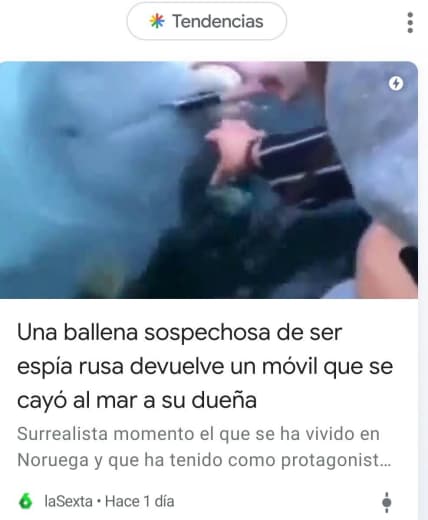 Tendencias
Una ballena sospechosa de ser
espía rusa devuelve un móvil que se
cayó al mar a su dueña
Surrealista momento el que se ha vivido en
Noruega y que ha tenido como protagonist...
laSexta • Hace 1 día